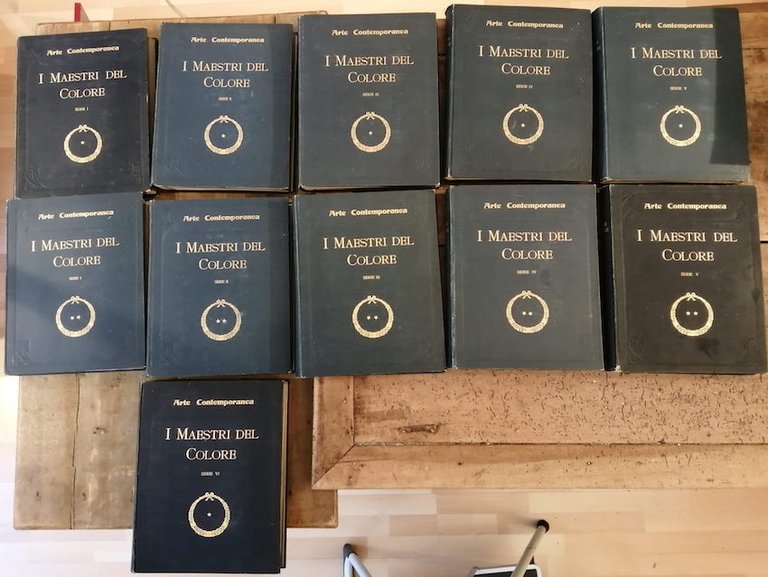 Arte Contemporanea
I MAESTRI DEL
COLORE
SERIE I
Arte Contemporanea
I MAESTRI DEL
COLORE
SERIE II
Arte Contemporanea
I MAESTRI DEL
COLORE
SERIE III
Arte Contemporanea
I MAESTRI DEL
COLORE
SERIE IV
Arte Contemporanea
I MAESTRI DEL
COLORE
SERIE V
Arte Contemporanea
I MAESTRI DEL
COLORE
SERIE I
Arte Contemporanea
I MAESTRI DEL
COLORE
SERIE II
Arte Contemporanea
I MAESTRI DEL
COLORE
SERIE III
Arte Contemporanea
I MAESTRI DEL
COLORE
SERIE IV
Arte Contemporanea
I MAESTRI DEL
COLORE
SERIE V
Arte Contemporanea
I MAESTRI DEL
COLORE
SERIE VI